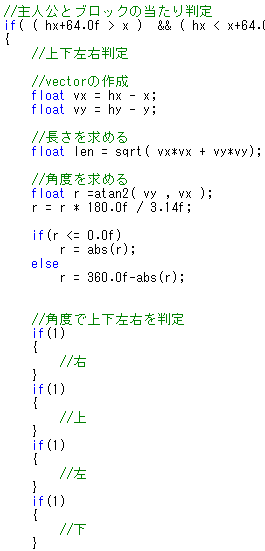 //主人公とブロックの当たり判定
if( ( hx+64.0f > x )  && ( hx < x+64.
{
    //上下左右判定
    //vectorの作成
    float vx = hx - x;
    float vy = hy - y;
    //長さを求める
    float len = sqrt( vx*vx + vy*vy);
    //角度を求める
    float r =atan2( vy , vx );
    r = r * 180.0f / 3.14f;
    if(r <= 0.0f)
        r = abs(r);
    else
        r = 360.0f-abs(r);
    //角度で上下左右を判定
    if(1)
    {
        //右
    }
    if(1)
    {
        //上
    }
    if(1)
    {
        //左
    }
    if(1)
    {
        //下
    }